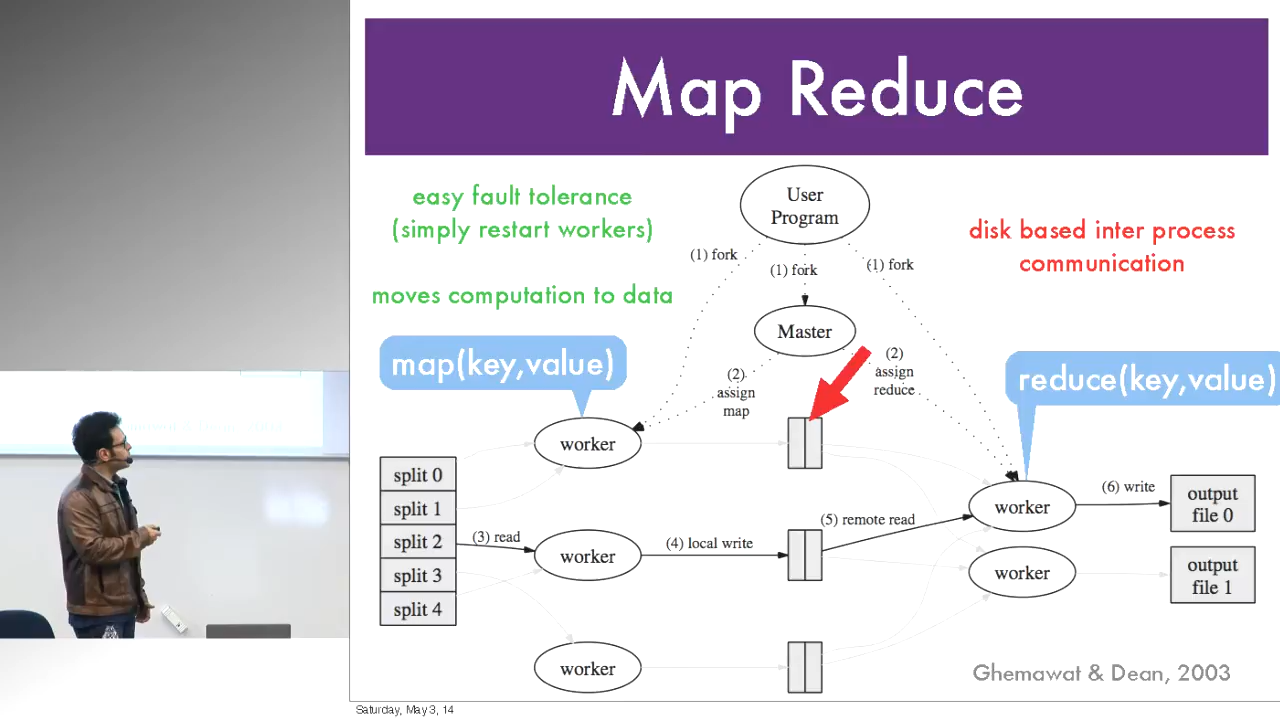 Map Reduce
easy fault tolerance
(simply restart workers)
moves computation to data
disk based inter process
communication
User
Program
(1) fork
(1) fork
(1) fork
Master
(2)
assign
map
(2)
assign
reduce
map(key,value)
reduce(key,value)
split 0
split 1
split 2
split 3
split 4
(3) read
worker
worker
worker
(4) local write
(5) remote read
worker
worker
(6) write
output
file 0
output
file 1
Ghemawat & Dean, 2003
Saturday, May 3, 14